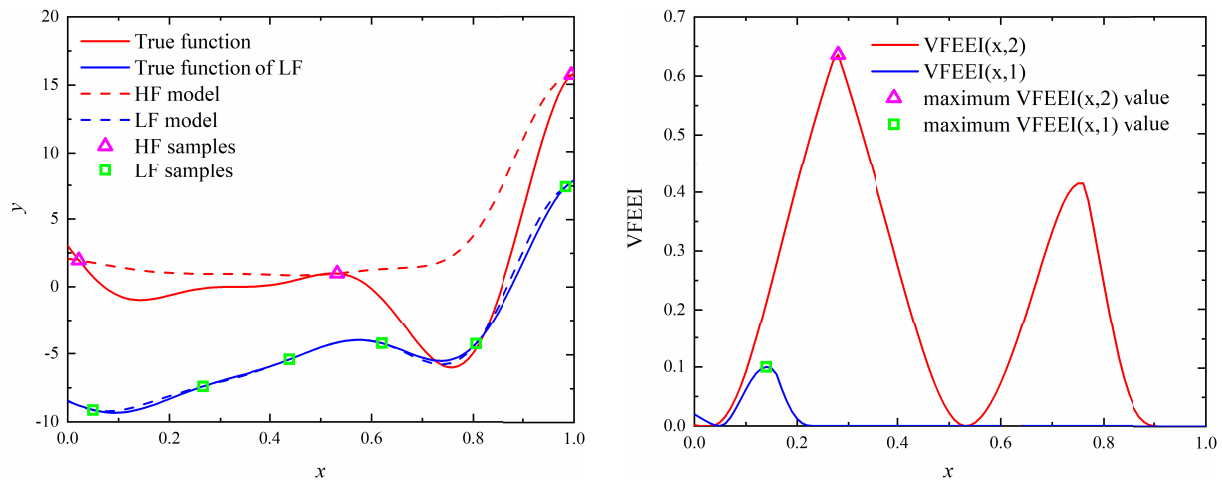 20
15
10
5
0
-5
-10
0.0
0.2
0.4
0.6
0.8
1.0
x
y
True function
True function of LF
HF model
LF model
HF samples
LF samples
0.7
0.6
0.5
0.4
0.3
0.2
0.1
0.0
0.0
0.2
0.4
0.6
0.8
1.0
x
VFEEI
VFEEI(x,2)
VFEEI(x,1)
maximum VFEEI(x,2) value
maximum VFEEI(x,1) value